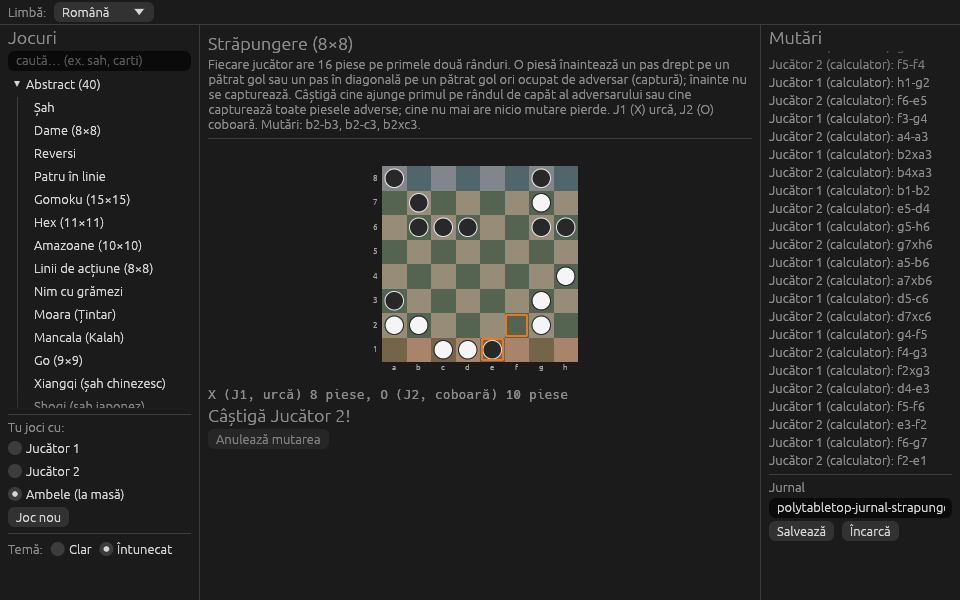 Limbă: Română
Jocuri
caută... (ex. sah, carti)
Abstract (40)
Șah
Dame (8×8)
Reversi
Patru în linie
Gomoku (15×15)
Hex (11×11)
Amazoane (10×10)
Linii de acțiune (8×8)
Nim cu grămezi
Moara (Țintar)
Mancala (Kalah)
Go (9×9)
Xiangqi (șah chinezesc)
Shogi (șah japonez)
Tu joci cu:
Jucător 1
Jucător 2
Ambele (la masă)
Joc nou
Temă: Clar Întunecat
Străpungere (8×8)
Fiecare jucător are 16 piese pe primele două rânduri. O piesă înaintează un pas drept pe un
pătrat gol sau un pas în diagonală pe un pătrat gol ori ocupat de adversar (captură); înainte nu
se capturează. Câștigă cine ajunge primul pe rândul de capăt al adversarului sau cine
capturează toate piesele adverse; cine nu mai are nicio mutare pierde. J1 (X) urcă, J2 (O)
coboară. Mutări: b2-b3, b2-c3, b2xc3.
8
7
6
5
4
3
2
1
a b c d e f g h
X (J1, urcă) 8 piese, O (J2, coboară) 10 piese
Câștigă Jucător 2!
Anulează mutarea
Mutări
Jucător 2 (calculator): f5-f4
Jucător 1 (calculator): h1-g2
Jucător 2 (calculator): f6-e5
Jucător 1 (calculator): f3-g4
Jucător 2 (calculator): a4-a3
Jucător 1 (calculator): b2xa3
Jucător 2 (calculator): b4xa3
Jucător 1 (calculator): b1-b2
Jucător 2 (calculator): e5-d4
Jucător 1 (calculator): g5-h6
Jucător 2 (calculator): g7xh6
Jucător 1 (calculator): a5-b6
Jucător 2 (calculator): a7xb6
Jucător 1 (calculator): d5-c6
Jucător 2 (calculator): d7xc6
Jucător 1 (calculator): g4-f5
Jucător 2 (calculator): f4-g3
Jucător 1 (calculator): f2xg3
Jucător 2 (calculator): d4-e3
Jucător 1 (calculator): f5-f6
Jucător 2 (calculator): e3-f2
Jucător 1 (calculator): f6-g7
Jucător 2 (calculator): f2-e1
Jurnal
polytabletop-jurnal-strapung
Salvează Încarcă